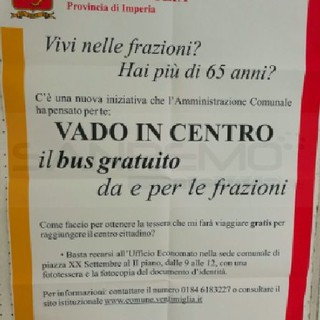 Provincia di Imperia
Vivi nelle frazioni?
Hai più di 65 anni?
C'è una nuova iniziativa che l'Amministrazione Comunale
ha pensato per te:
VADO IN CENTRO
il bus gratuito
da e per le frazioni
Come faccio per ottenere la tessera che mi farà viaggiare gratis per
raggiungere il centro cittadino?
• Basta recarsi all'Ufficio Economato nella sede comunale di
piazza XX Settembre al II piano, dalle 9 alle 12, con una
fototessera e la fotocopia del documento d'identità.
Per informazioni: contattare il numero 0184 6183227 o consultare il
sito istituzionale www.comune.ventimiglia.it